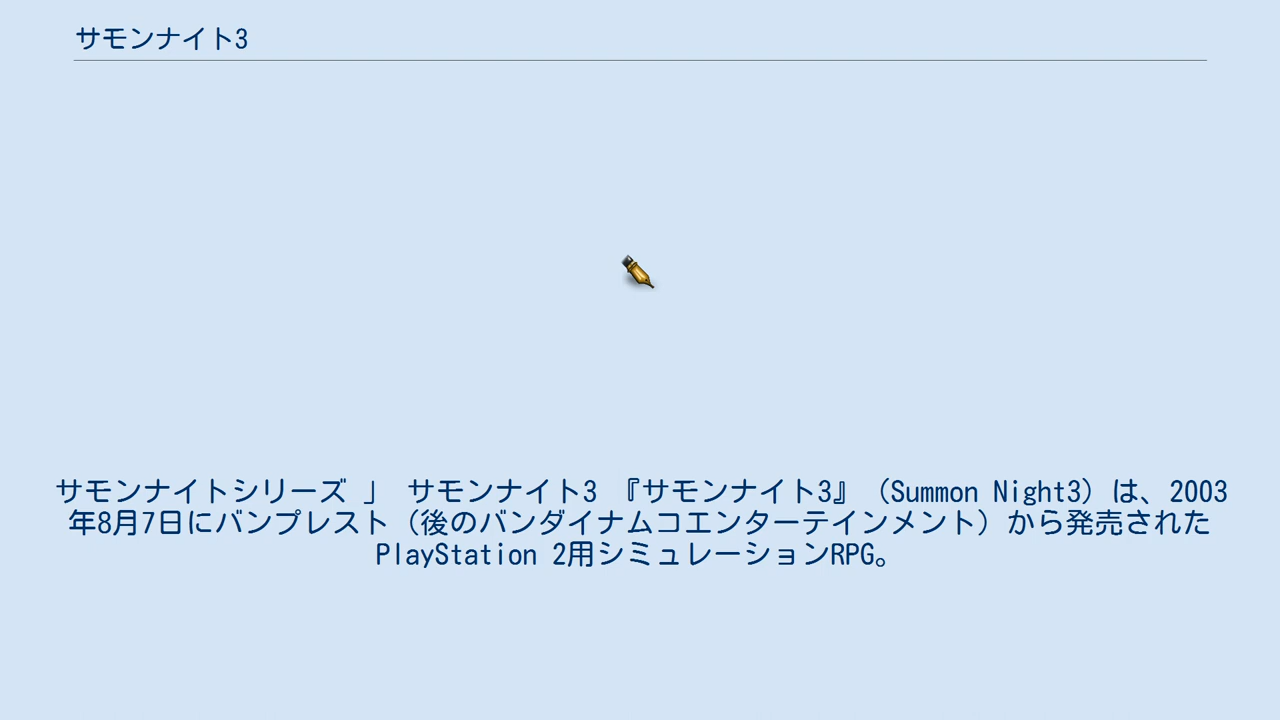 サモンナイト3
サモンナイトシリーズ 」 サモンナイト3 『サモンナイト3』（Summon Night3）は、2003
年8月7日にバンプレスト（後のバンダイナムコエンターテインメント）から発売された
PlayStation 2用シミュレーションRPG。